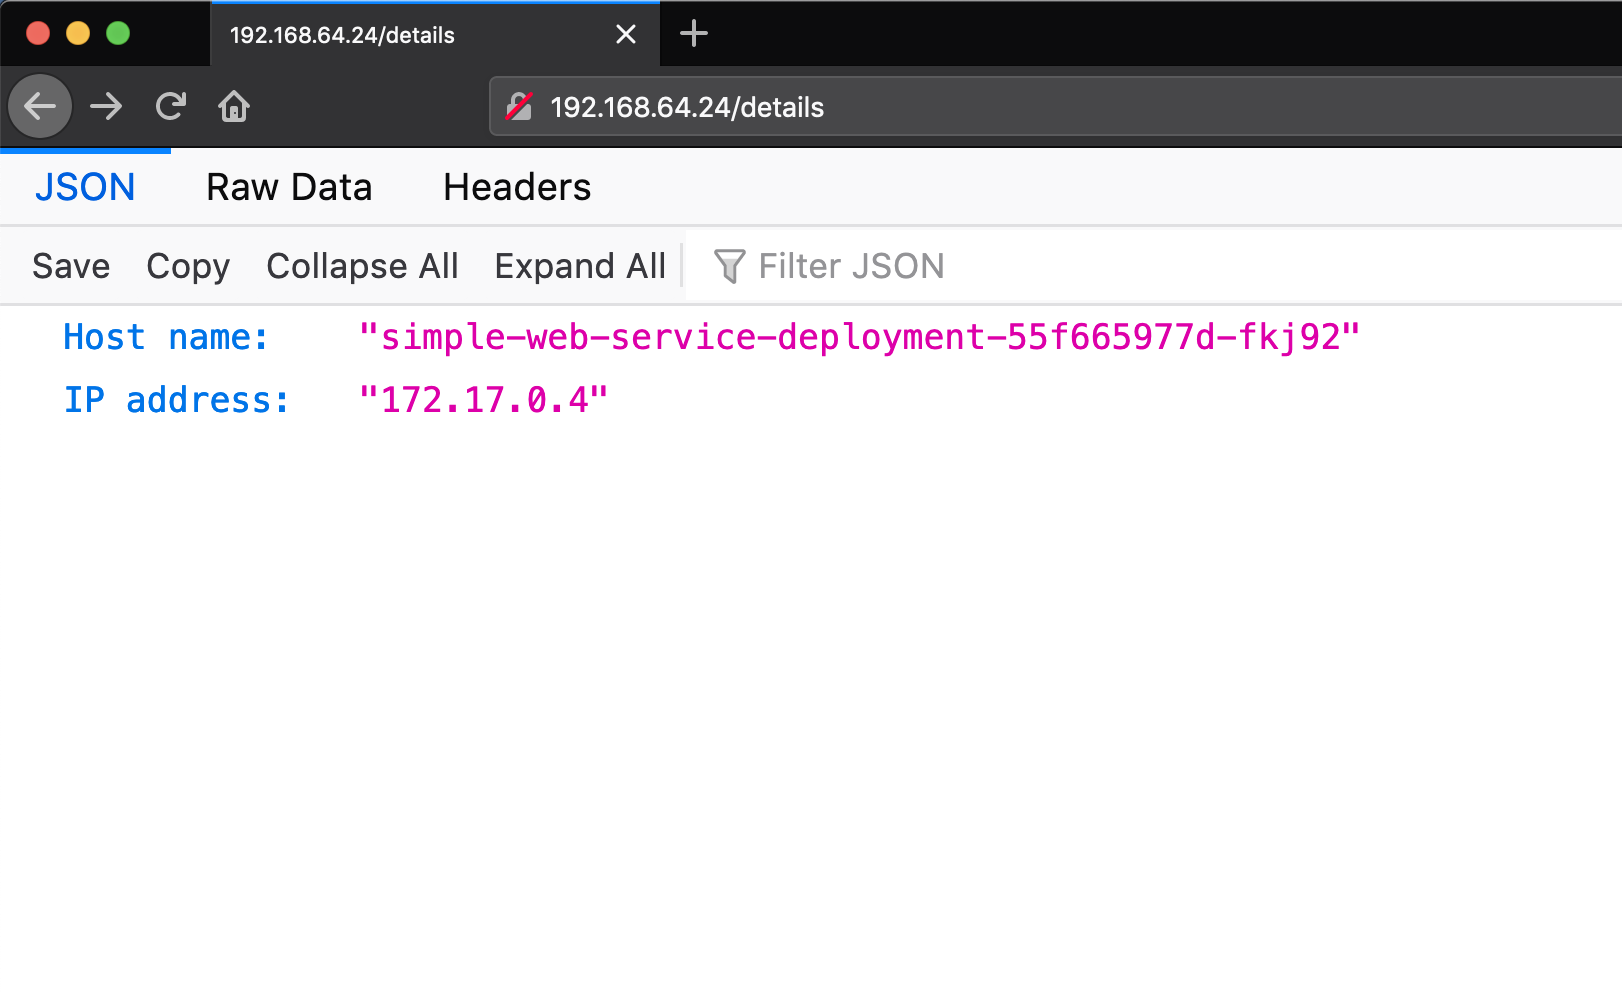 192.168.64.24/details
192.168.64.24/details
JSON Raw Data Headers
Save Copy Collapse All Expand All Filter JSON
Host name: "simple-web-service-deployment-55f665977d-fkj92"
IP address: "172.17.0.4"